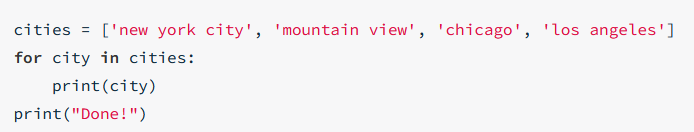 cities = ['new york city', 'mountain view', 'chicago', 'los angeles']
for city in cities:
    print(city)
print("Done!")